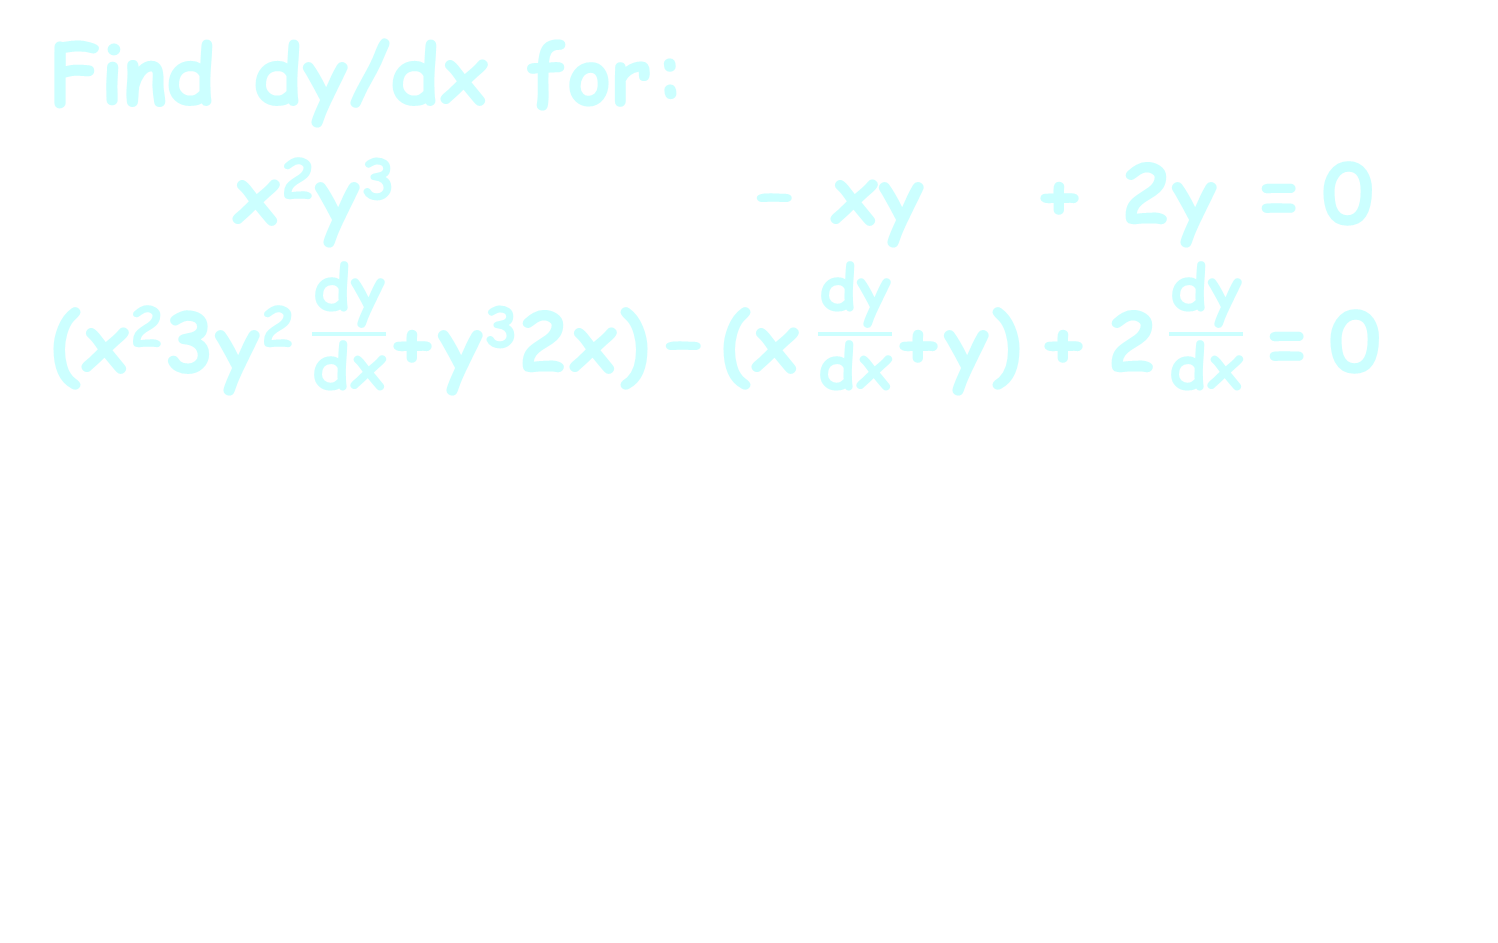 Find dy/dx for:
x²y³ - xy + 2y = 0
(x²3y² dy/dx +y³2x) - (x dy/dx +y) + 2 dy/dx = 0